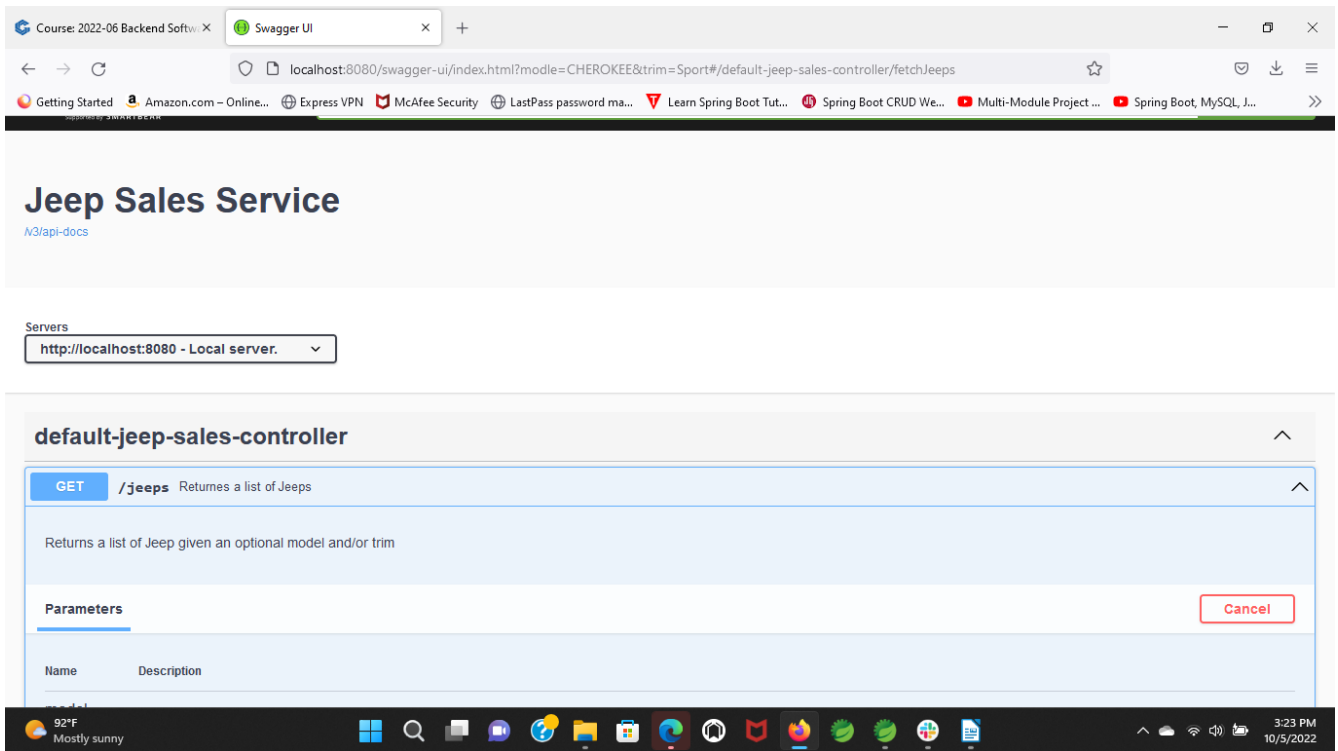 Course: 2022-06 Backend Softw
Swagger UI
localhost:8080/swagger-ui/index.html?modle=CHEROKEE&trim=Sport#/default-jeep-sales-controller/fetchJeeps
Getting Started Amazon.com – Online... Express VPN McAfee Security LastPass password ma... Learn Spring Boot Tut... Spring Boot CRUD We... Multi-Module Project ... Spring Boot, MySQL, J...
Supported by SMARTBEAR
Jeep Sales Service
/v3/api-docs
Servers
http://localhost:8080 - Local server.
default-jeep-sales-controller
GET /jeeps Returnes a list of Jeeps
Returns a list of Jeep given an optional model and/or trim
Parameters Cancel
Name Description
model
92°F
Mostly sunny
3:23 PM
10/5/2022